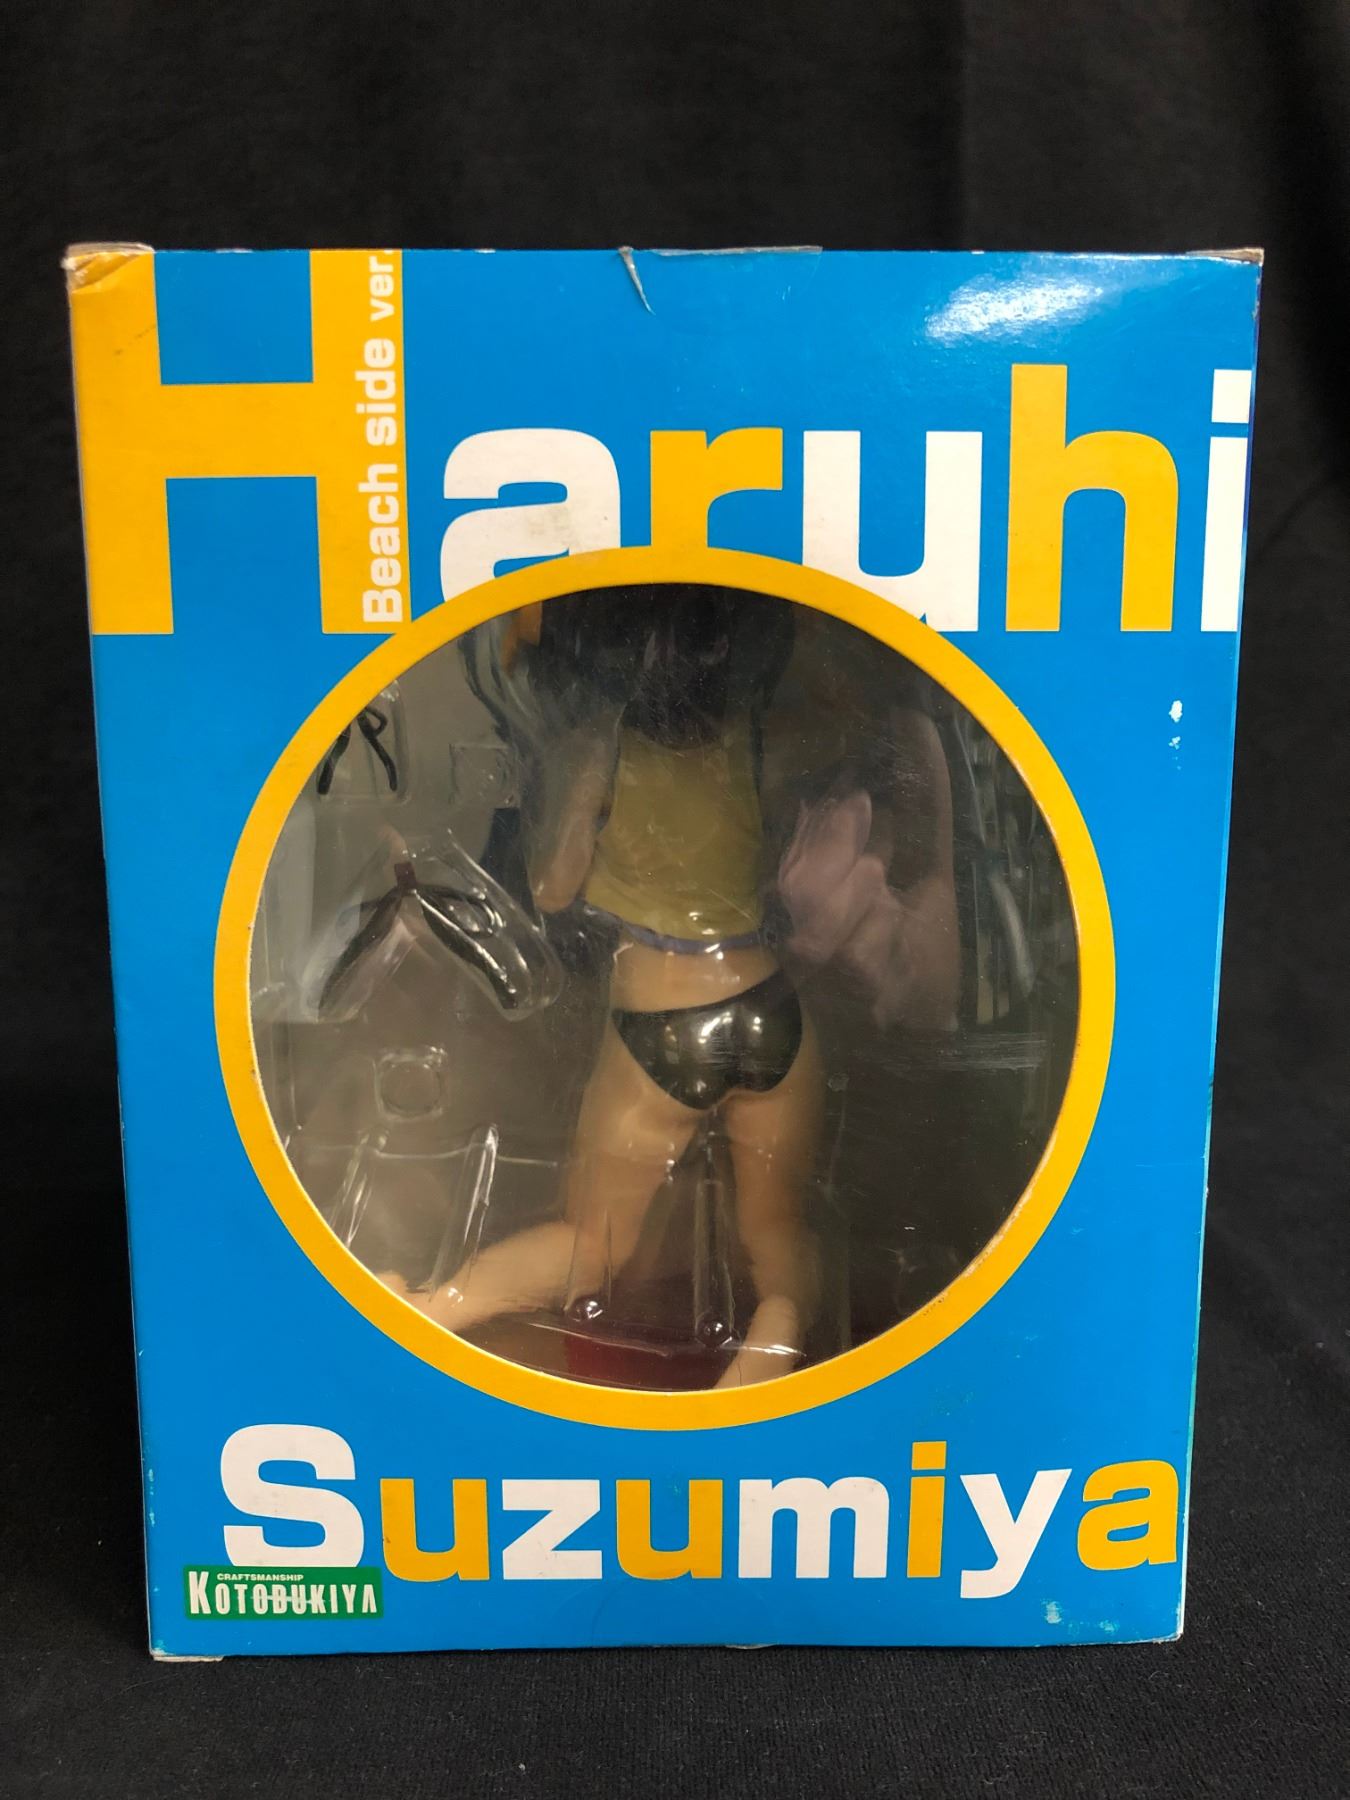 Haruhi
Beach side ver.
Suzumiya
CRAFTSMANSHIP
KOTOBUKIYA